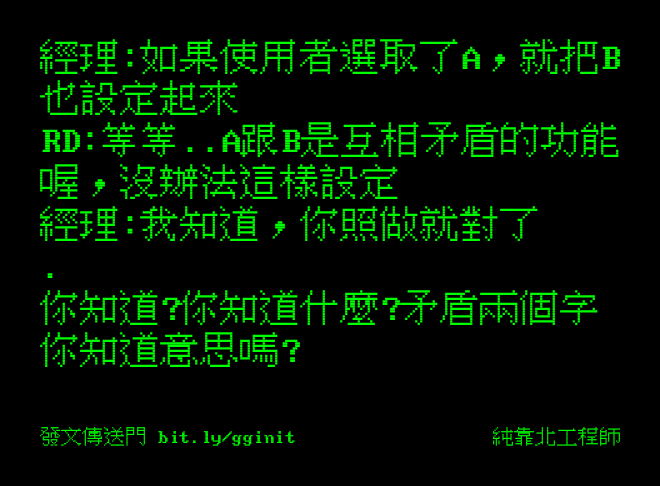 經理:如果使用者選取了A，就把B
也設定起來
RD:等等..A跟B是互相矛盾的功能
喔，沒辦法這樣設定
經理:我知道，你照做就對了
.
你知道?你知道什麼?矛盾兩個字
你知道意思嗎?
發文傳送門 bit.ly/gginit
純靠北工程師